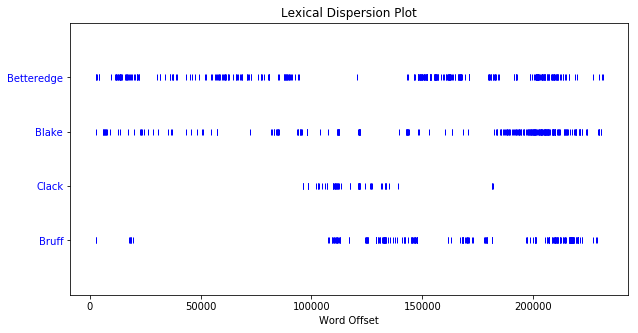 Lexical Dispersion Plot
Betteredge
Blake
Clack
Bruff
0 50000 100000 150000 200000
Word Offset